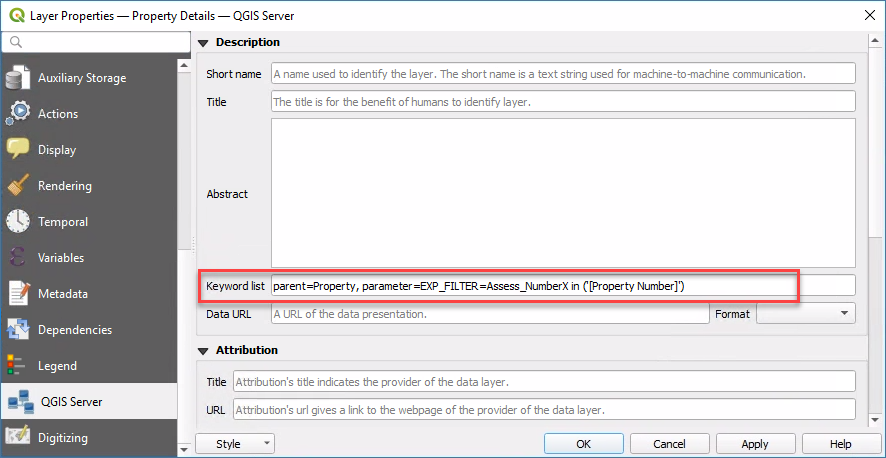 Layer Properties — Property Details — QGIS Server
Auxiliary Storage
Actions
Display
Rendering
Temporal
Variables
Metadata
Dependencies
Legend
QGIS Server
Digitizing
Description
Short name A name used to identify the layer. The short name is a text string used for machine-to-machine communication.
Title The title is for the benefit of humans to identify layer.
Abstract
Keyword list parent=Property, parameter=EXP_FILTER=Assess_NumberX in ('[Property Number]')
Data URL A URL of the data presentation. Format
Attribution
Title Attribution's title indicates the provider of the data layer.
URL Attribution's url gives a link to the webpage of the provider of the data layer.
Style OK Cancel Apply Help